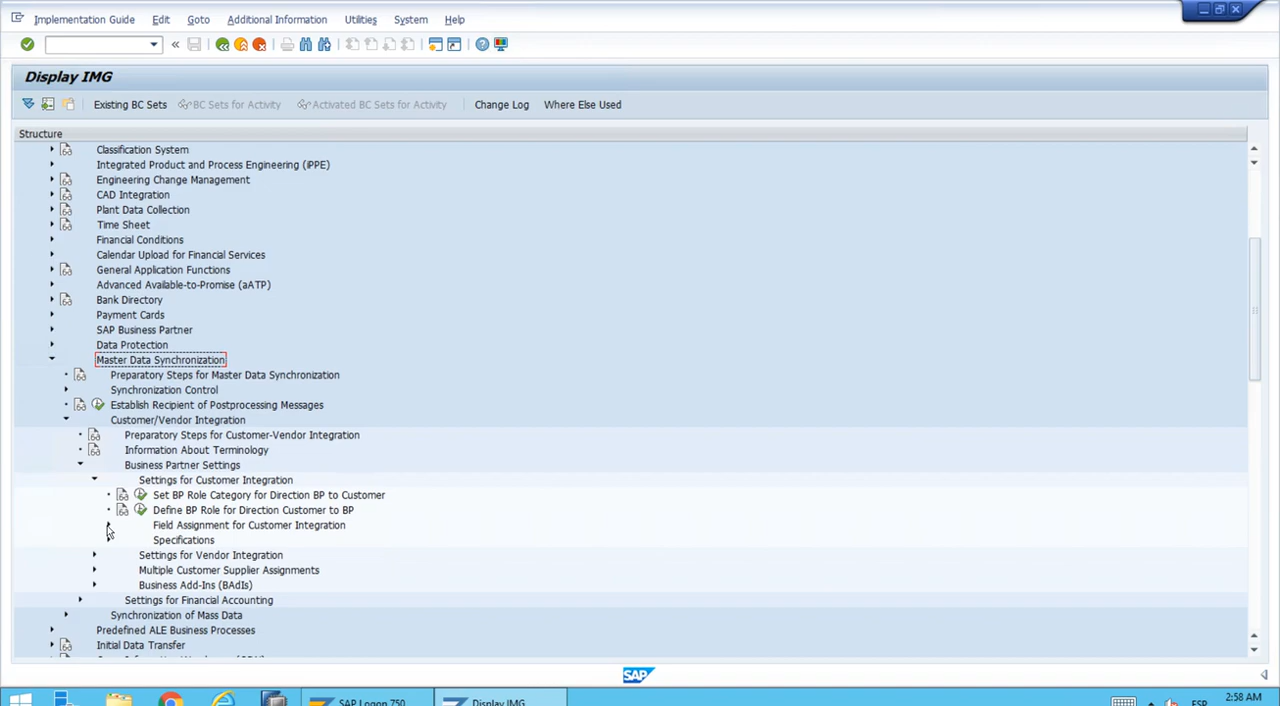 Implementation Guide Edit Goto Additional Information Utilities System Help
Display IMG
Existing BC Sets BC Sets for Activity Activated BC Sets for Activity Change Log Where Else Used
Structure
Classification System
Integrated Product and Process Engineering (iPPE)
Engineering Change Management
CAD Integration
Plant Data Collection
Time Sheet
Financial Conditions
Calendar Upload for Financial Services
General Application Functions
Advanced Available-to-Promise (aATP)
Bank Directory
Payment Cards
SAP Business Partner
Data Protection
Master Data Synchronization
Preparatory Steps for Master Data Synchronization
Synchronization Control
Establish Recipient of Postprocessing Messages
Customer/Vendor Integration
Preparatory Steps for Customer-Vendor Integration
Information About Terminology
Business Partner Settings
Settings for Customer Integration
Set BP Role Category for Direction BP to Customer
Define BP Role for Direction Customer to BP
Field Assignment for Customer Integration
Specifications
Settings for Vendor Integration
Multiple Customer Supplier Assignments
Business Add-Ins (BAdIs)
Settings for Financial Accounting
Synchronization of Mass Data
Predefined ALE Business Processes
Initial Data Transfer
SAP
SAP Logon 750 Display IMG ESP 2:58 AM